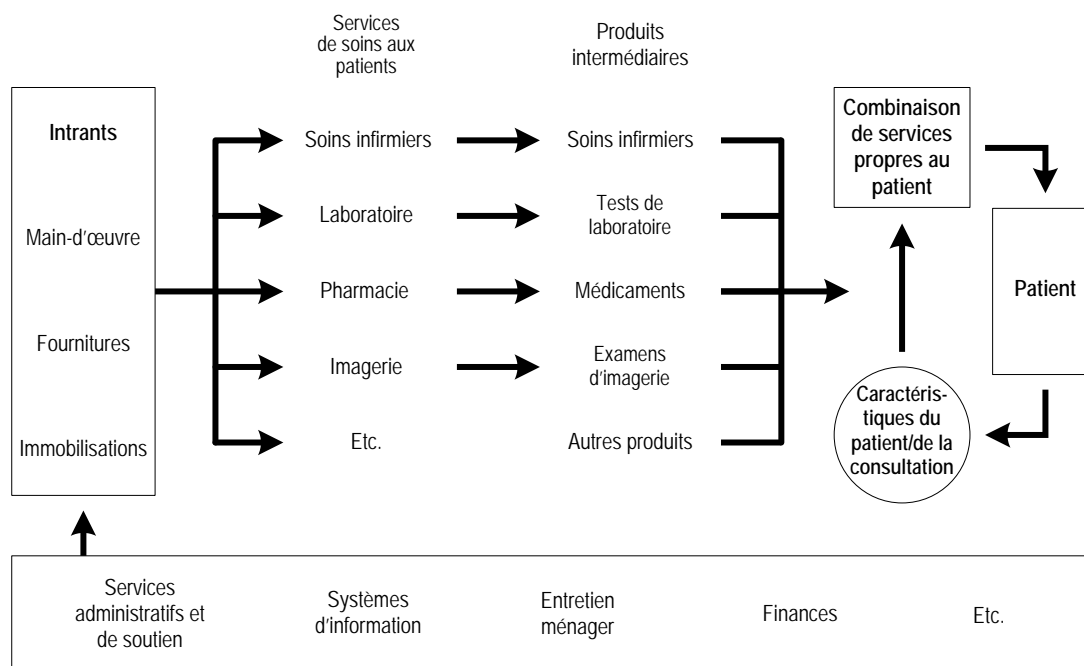 Services
de soins aux
patients
Produits
intermédiaires
Intrants
Main-d'œuvre
Fournitures
Immobilisations
Soins infirmiers
Laboratoire
Pharmacie
Imagerie
Etc.
Soins infirmiers
Tests de
laboratoire
Médicaments
Examens
d'imagerie
Autres produits
Combinaison
de services
propres au
patient
Patient
Caractéris-
tiques du
patient/de la
consultation
Services
administratifs et
de soutien
Systèmes
d'information
Entretien
ménager
Finances
Etc.